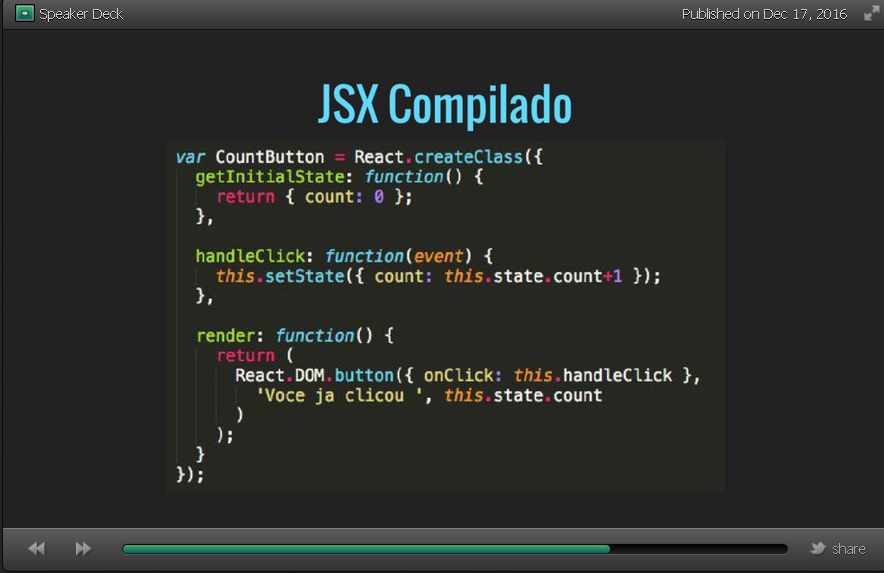 Speaker Deck
Published on Dec 17, 2016
JSX Compilado
var CountButton = React.createClass({
getInitialState: function() {
return { count: 0 };
},
handleClick: function(event) {
this.setState({ count: this.state.count+1 });
},
render: function() {
return (
React.DOM.button({ onClick: this.handleClick },
'Voce ja clicou ', this.state.count
)
);
}
});
share